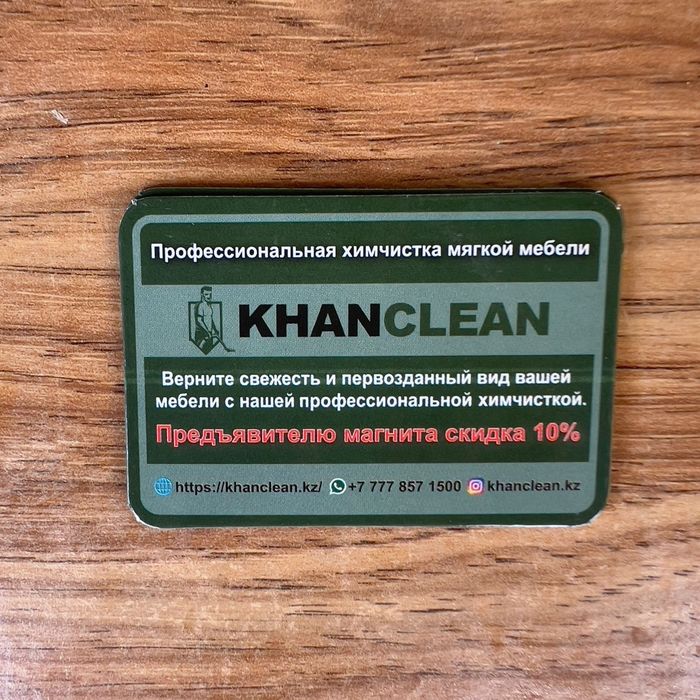 Профессиональная химчистка мягкой мебели
KHANCLEAN
Верните свежесть и первозданный вид вашей
мебели с нашей профессиональной химчисткой.
Предъявителю магнита скидка 10%
https://khanclean.kz/ +7 777 857 1500 khanclean.kz